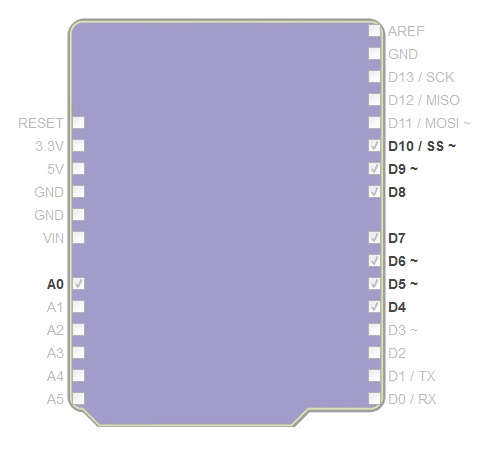 AREF
GND
D13 / SCK
D12 / MISO
RESET
D11 / MOSI ~
3.3V
D10 / SS ~
5V
D9 ~
GND
D8
GND
VIN
D7
D6 ~
A0
D5 ~
A1
D4
A2
D3 ~
A3
D2
A4
D1 / TX
A5
D0 / RX